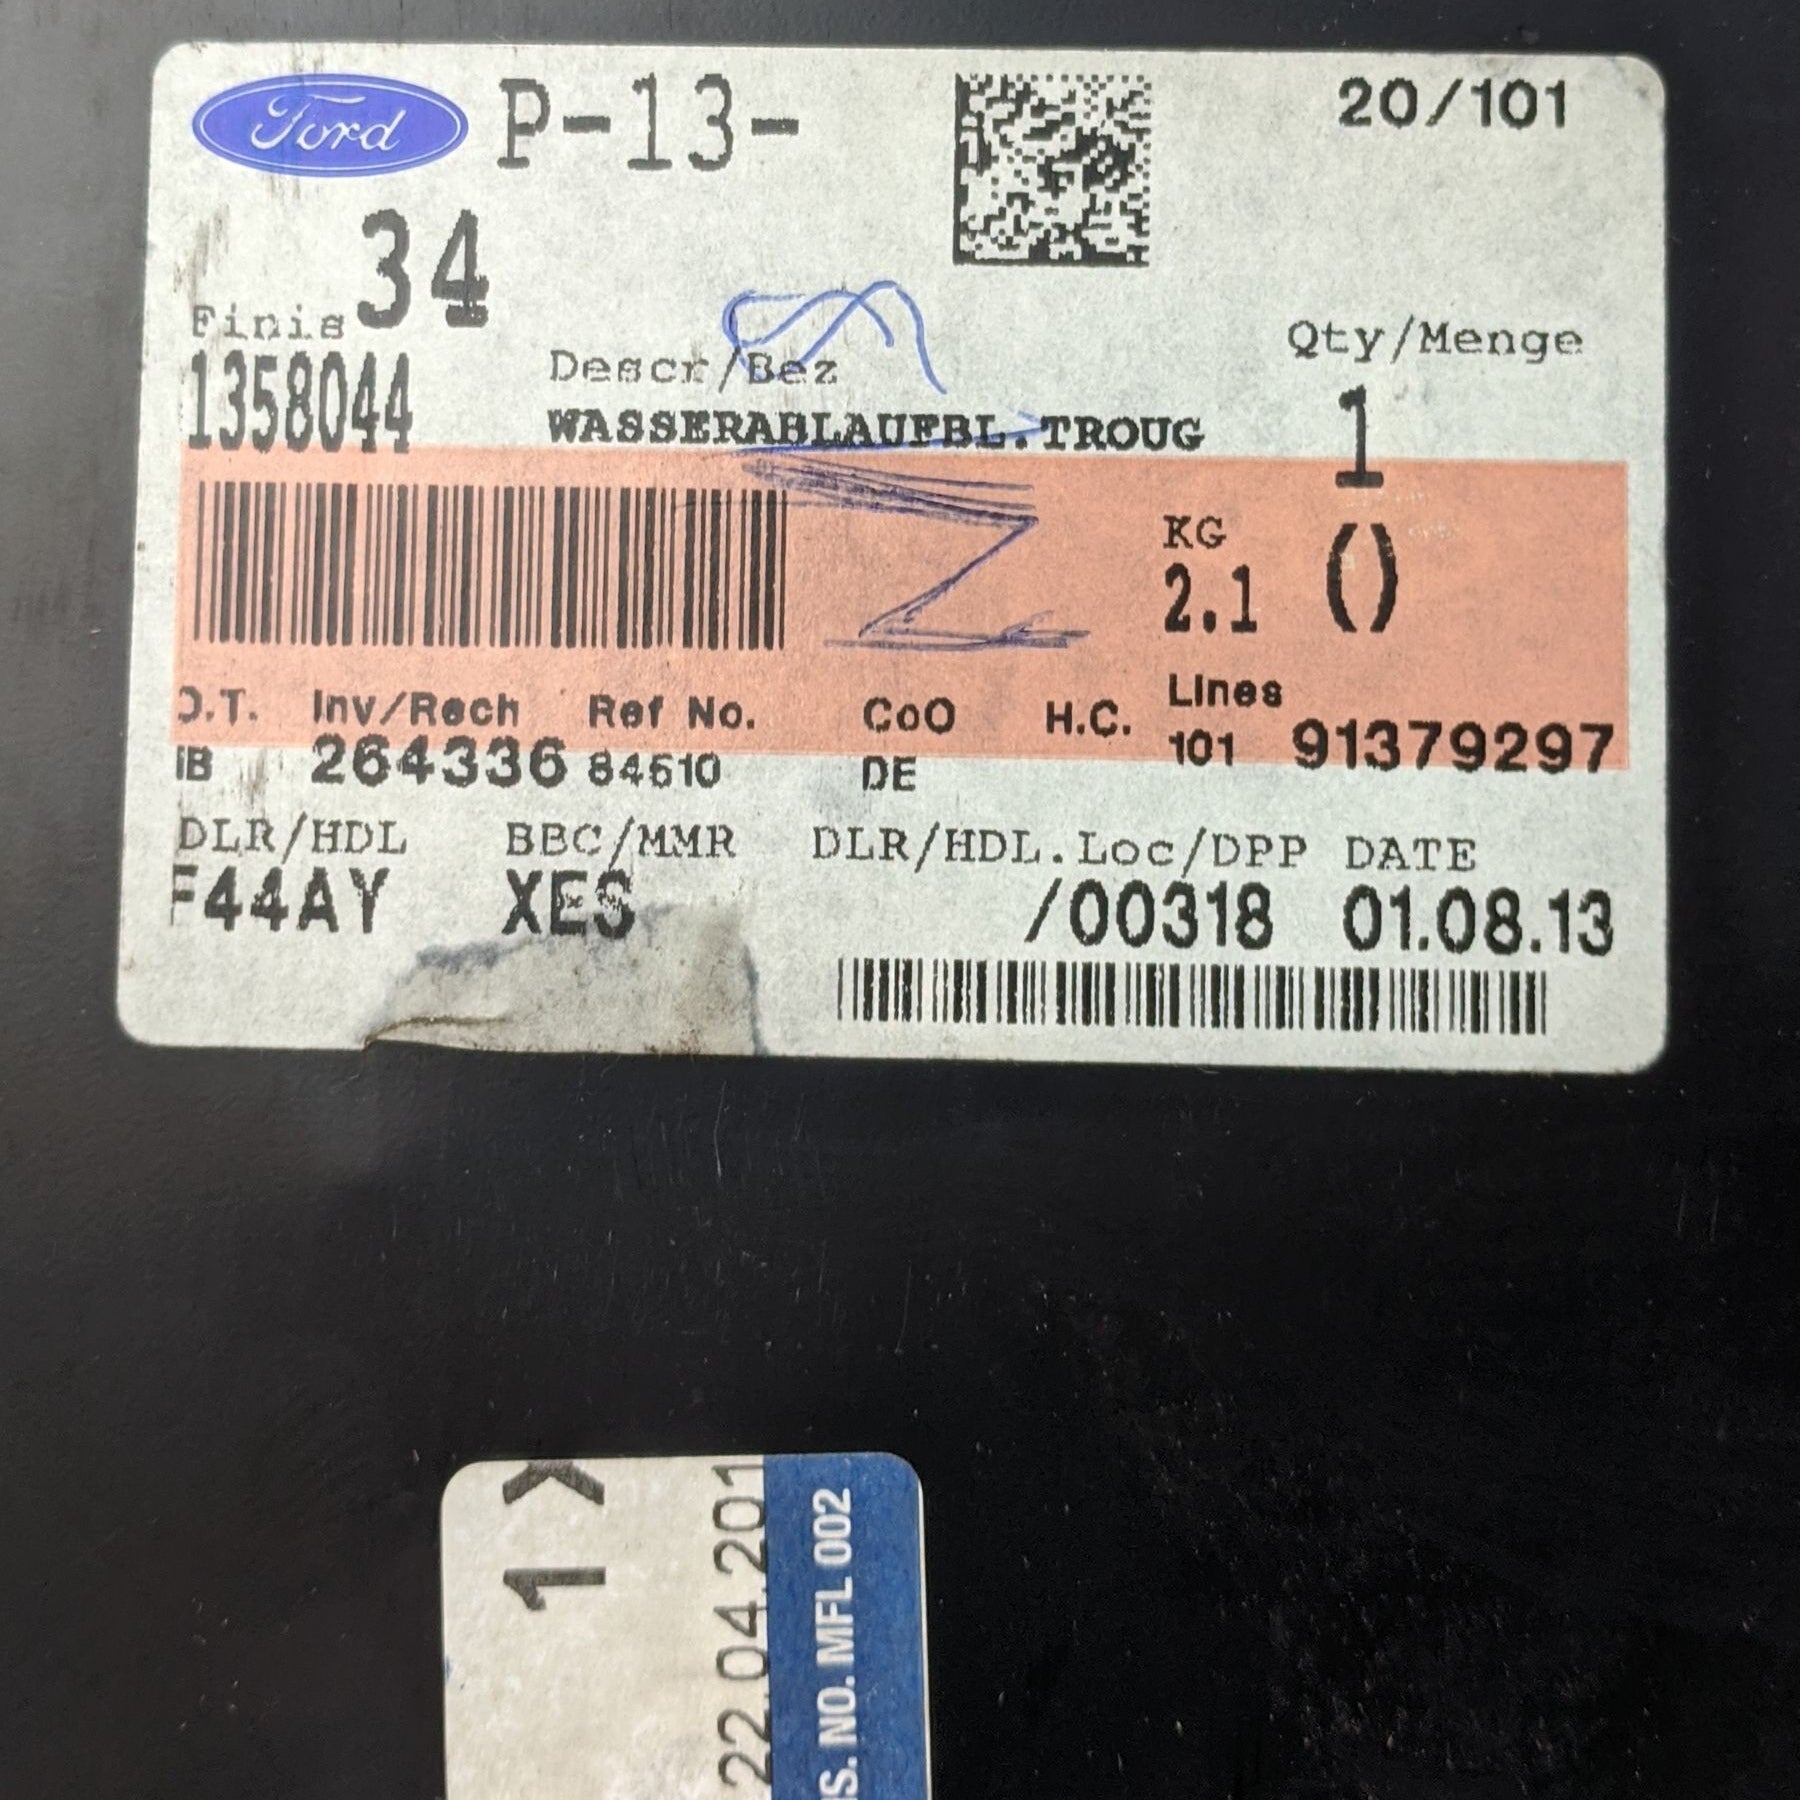 Ford P-13- 20/101
34
Finis Descr/Bez Qty/Menge
1358044 WASSERABLAUFBL.TROUG 1
KG ()
2.1
O.T. Inv/Rech Ref No. CoO H.C. Lines
IB 264336 84610 DE 101 91379297
DLR/HDL BBC/MMR DLR/HDL.Loc/DPP DATE
F44AY XES /00318 01.08.13
1X
22.04.201
NS. NO. MFL 002